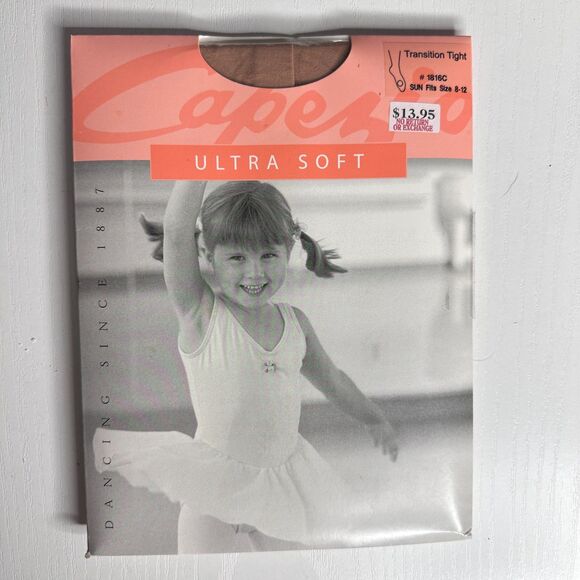 Capezio
Transition Tight
# 1816C
SUN Fits Size 8-12
$13.95
NO RETURN
OR EXCHANGE
ULTRA SOFT
DANCING SINCE 1887